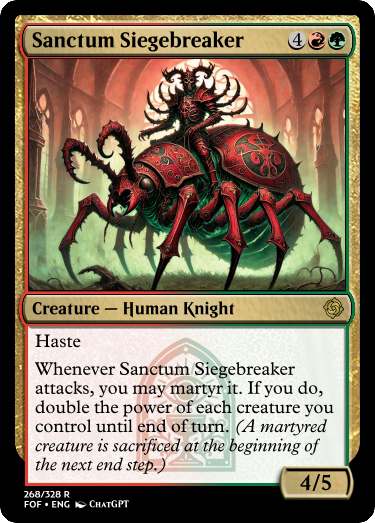 Sanctum Siegebreaker 4
Creature — Human Knight
Haste
Whenever Sanctum Siegebreaker
attacks, you may martyr it. If you do,
double the power of each creature you
control until end of turn. (A martyred
creature is sacrificed at the beginning of
the next end step.)
4/5
268/328 R
FOF • ENG ChatGPT